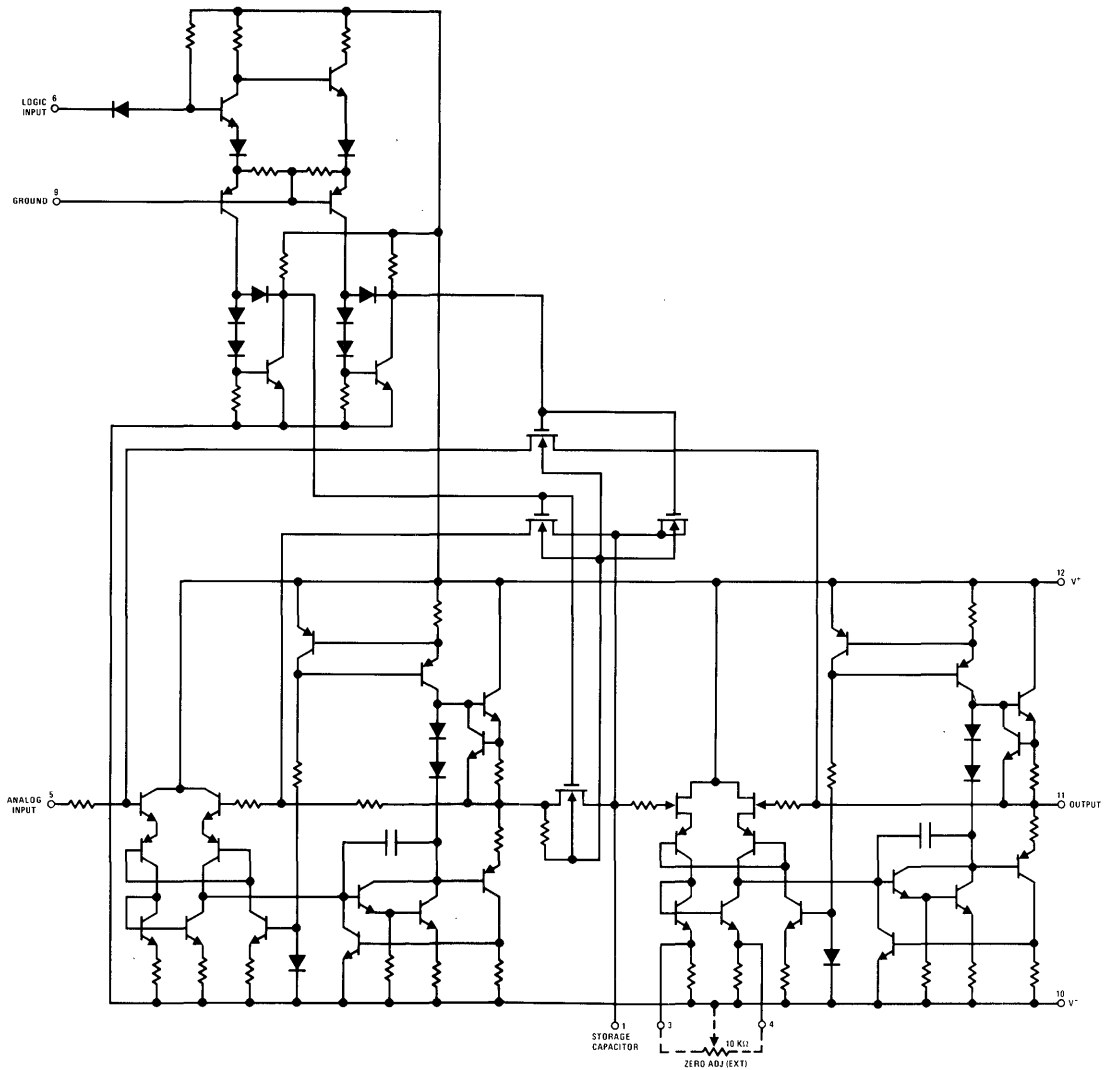 LOGIC 6
INPUT
9
GROUND
12
V+
5
ANALOG
INPUT
11
OUTPUT
10
V-
1
STORAGE
CAPACITOR
3
4
10 KΩ
ZERO ADJ (EXT)